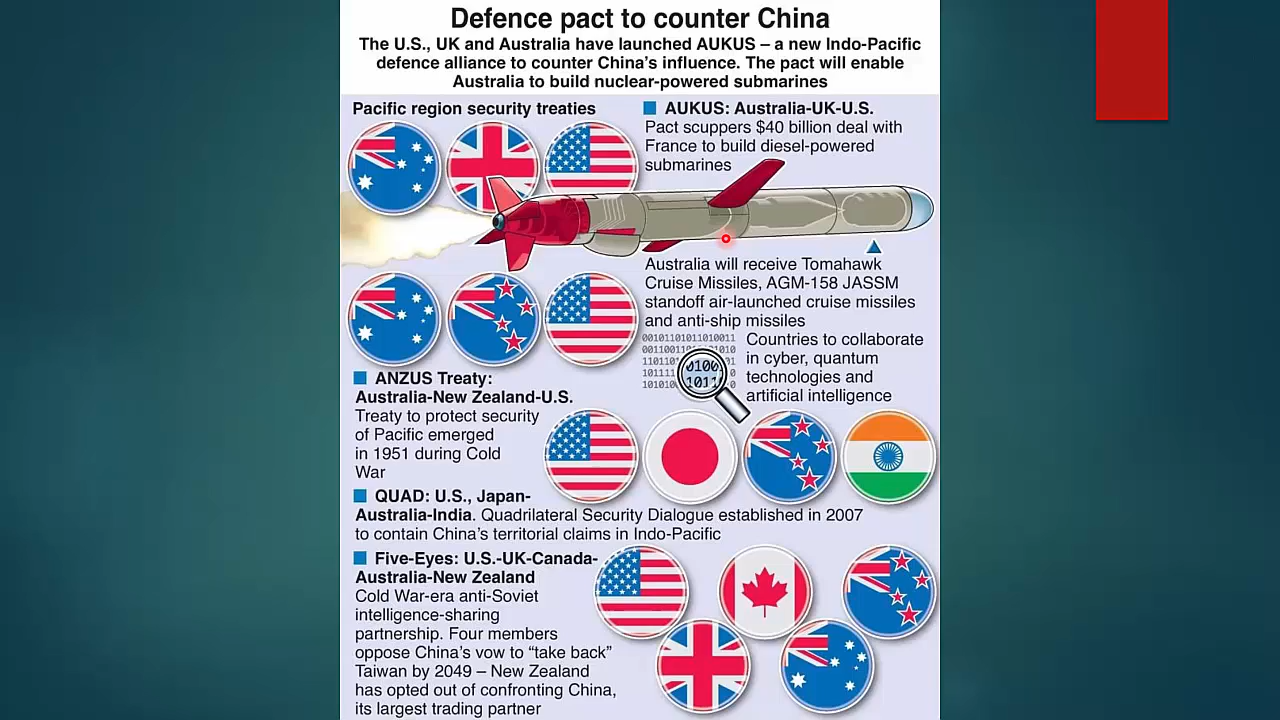 Defence pact to counter China
The U.S., UK and Australia have launched AUKUS – a new Indo-Pacific
defence alliance to counter China's influence. The pact will enable
Australia to build nuclear-powered submarines
Pacific region security treaties
AUKUS: Australia-UK-U.S.
Pact scuppers $40 billion deal with
France to build diesel-powered
submarines
Australia will receive Tomahawk
Cruise Missiles, AGM-158 JASSM
standoff air-launched cruise missiles
and anti-ship missiles
Countries to collaborate
in cyber, quantum
technologies and
artificial intelligence
ANZUS Treaty:
Australia-New Zealand-U.S.
Treaty to protect security
of Pacific emerged
in 1951 during Cold
War
QUAD: U.S., Japan-
Australia-India. Quadrilateral Security Dialogue established in 2007
to contain China's territorial claims in Indo-Pacific
Five-Eyes: U.S.-UK-Canada-
Australia-New Zealand
Cold War-era anti-Soviet
intelligence-sharing
partnership. Four members
oppose China's vow to “take back”
Taiwan by 2049 – New Zealand
has opted out of confronting China,
its largest trading partner